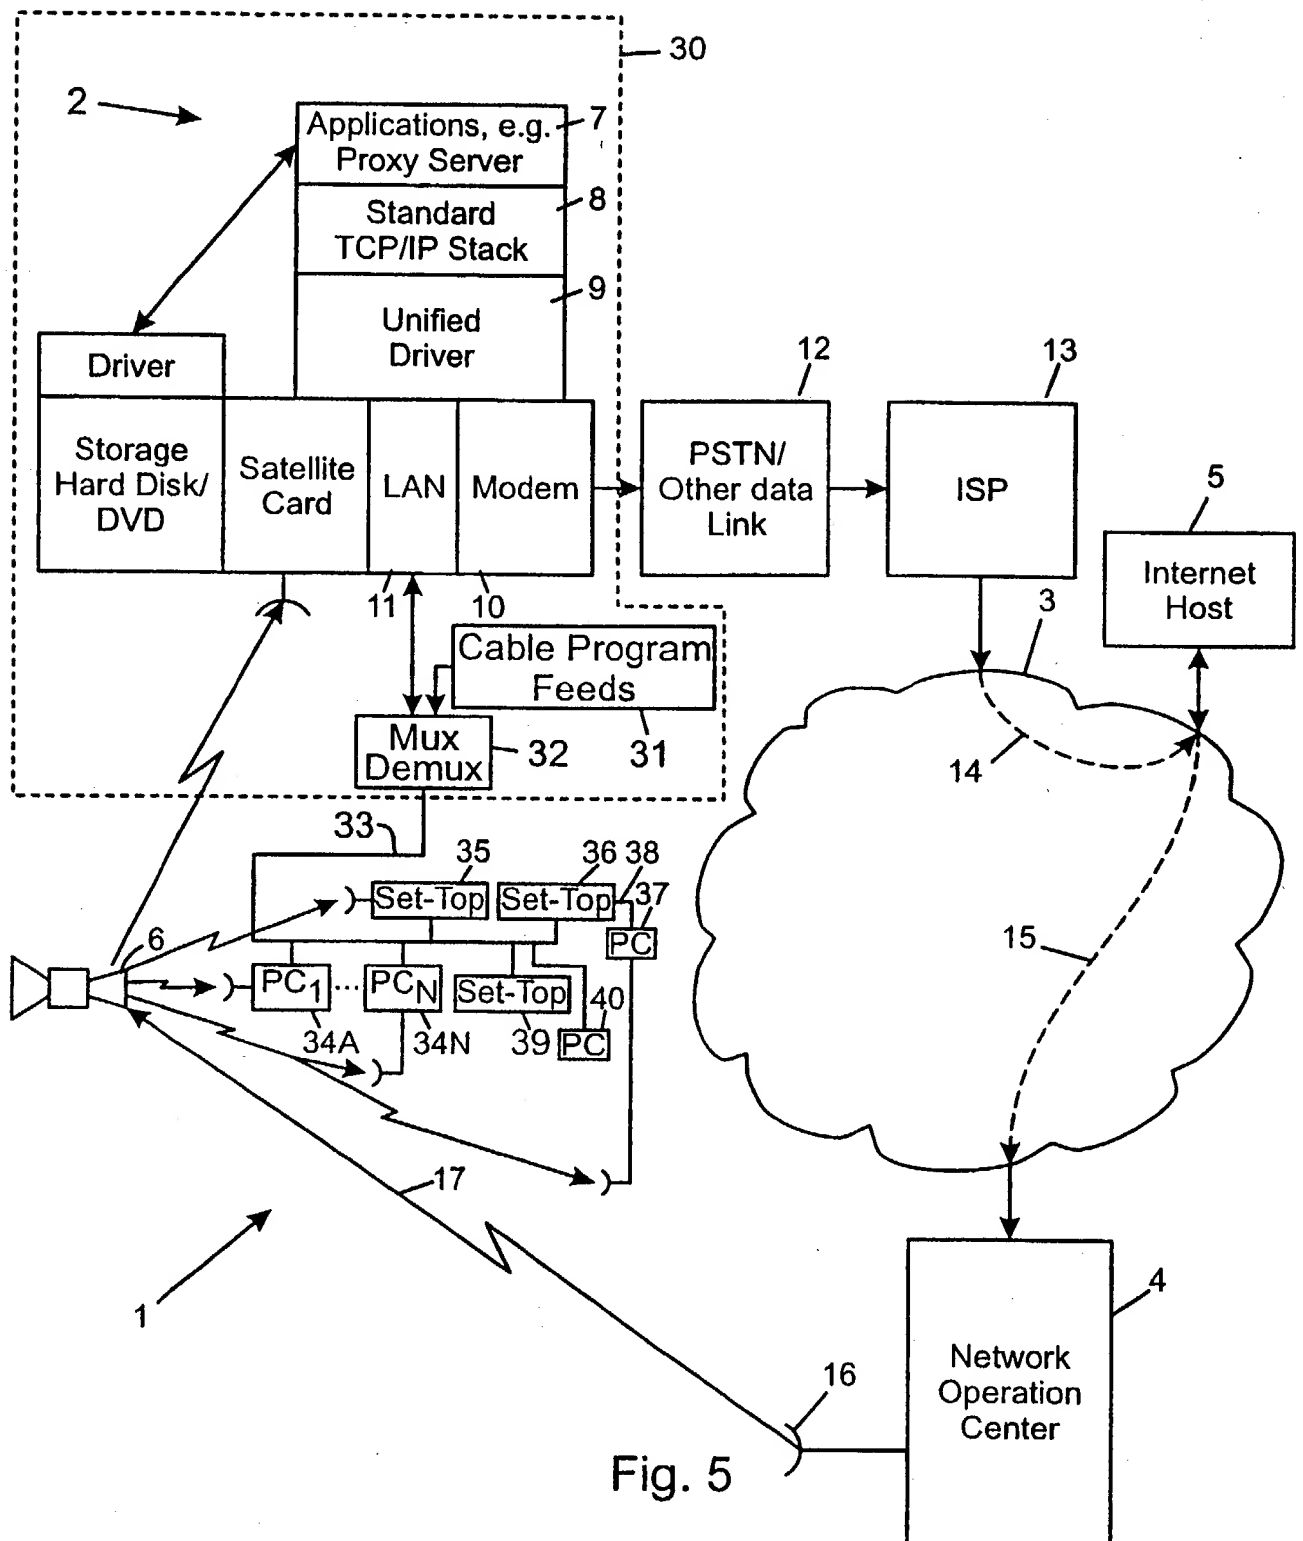 30
2
Applications, e.g.
Proxy Server
7
Standard
TCP/IP Stack
8
9
Unified
Driver
Driver
12
13
Storage
Hard Disk/
DVD
Satellite
Card
LAN
Modem
PSTN/
Other data
Link
ISP
5
Internet
Host
11
10
3
Cable Program
Feeds
Mux
Demux
32
31
14
33
35
36
38
Set-Top
Set-Top
37
PC
6
15
PC1
...
PCN
Set-Top
40
34A
34N
39
PC
17
1
4
Network
Operation
Center
16
Fig. 5